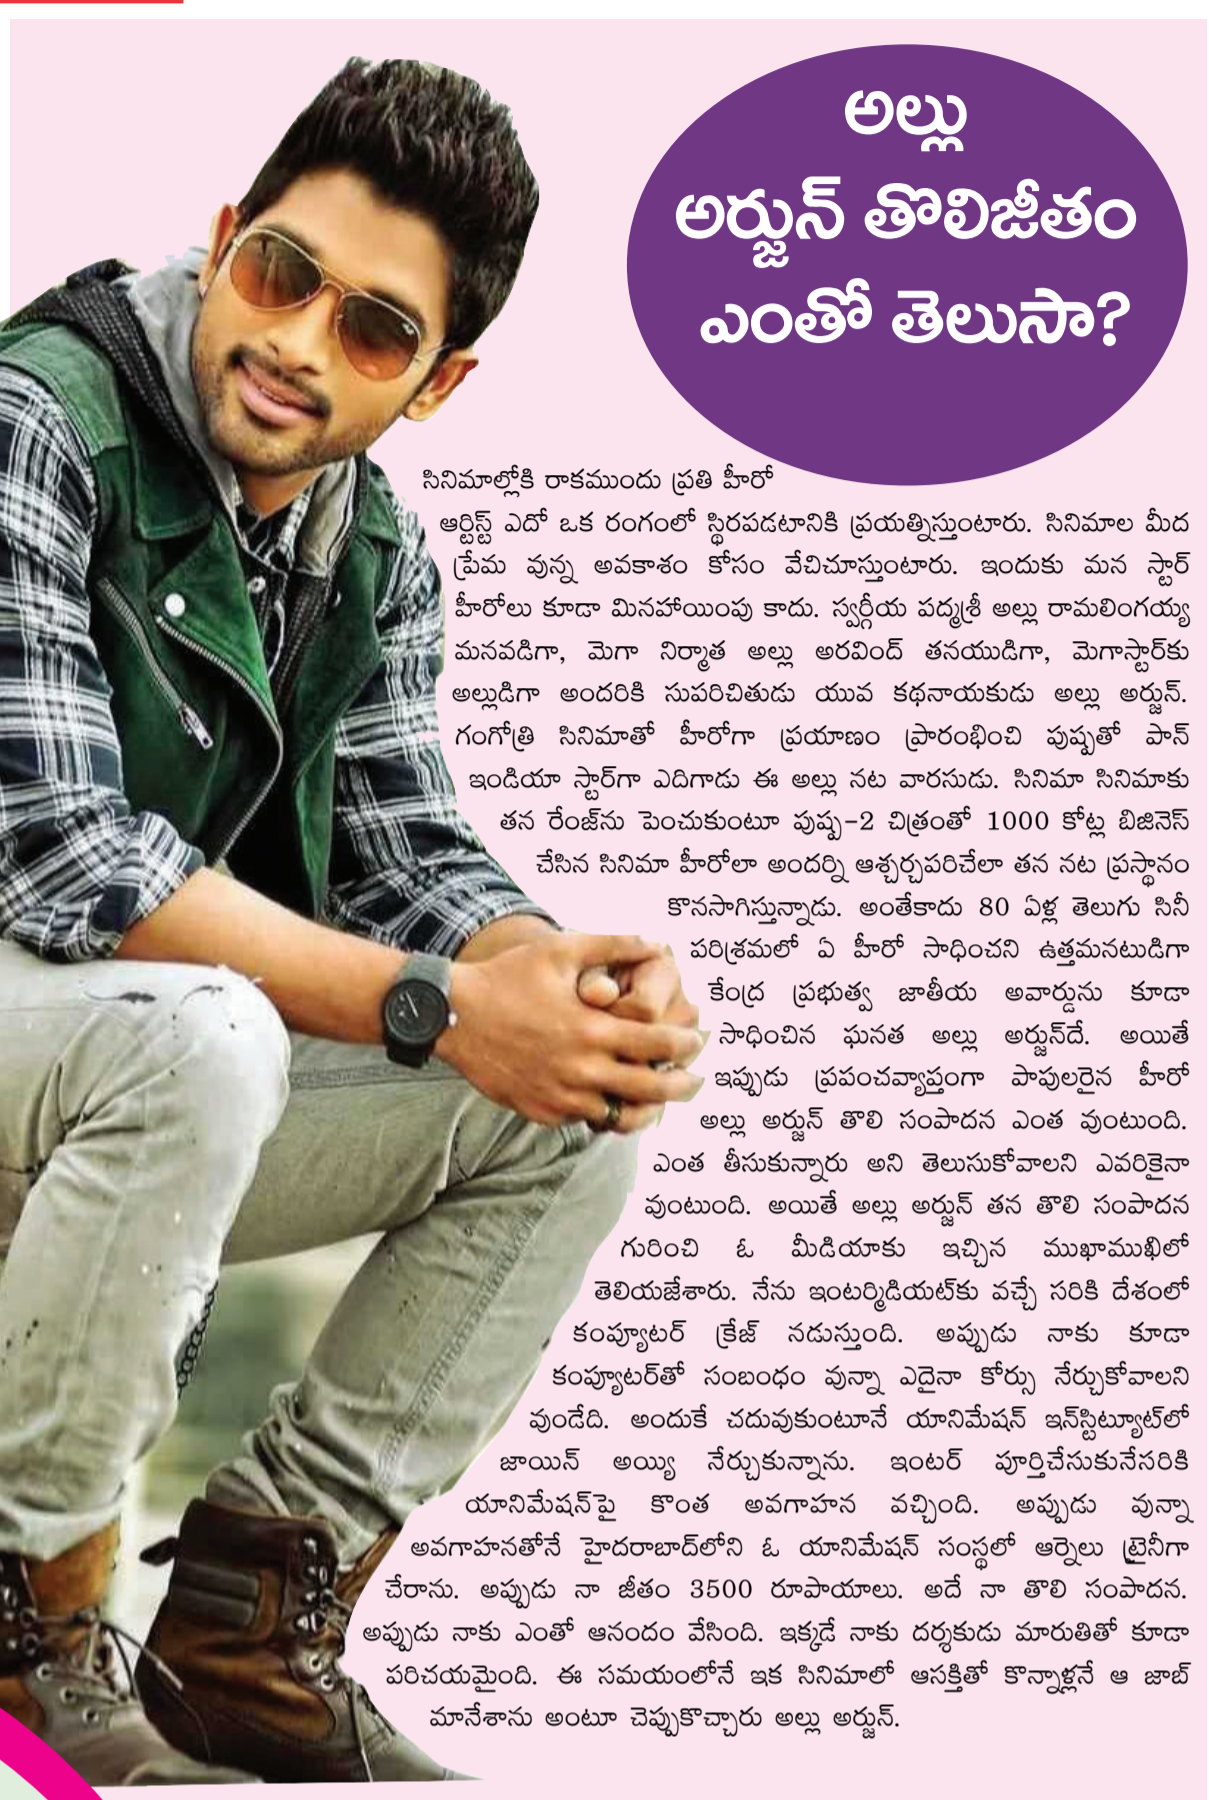 అల్లు
అర్జున్ తొలిజీతం
ఎంతో తెలుసా?
సినిమాల్లోకి రాకముందు ప్రతి హీరో
ఆర్టిస్ట్ ఎదో ఒక రంగంలో స్థిరపడటానికి ప్రయత్నిస్తుంటారు. సినిమాల మీద
ప్రేమ వున్న అవకాశం కోసం వేచిచూస్తుంటారు. ఇందుకు మన స్టార్
హీరోలు కూడా మినహాయింపు కాదు. స్వర్గీయ పద్మశ్రీ అల్లు రామలింగయ్య
మనవడిగా, మెగా నిర్మాత అల్లు అరవింద్ తనయుడిగా, మెగాస్టార్‌కు
అల్లుడిగా అందరికి సుపరిచితుడు యువ కథనాయకుడు అల్లు అర్జున్.
గంగోత్రి సినిమాతో హీరోగా ప్రయాణం ప్రారంభించి పుష్పతో పాన్
ఇండియా స్టార్‌గా ఎదిగాడు ఈ అల్లు నట వారసుడు. సినిమా సినిమాకు
తన రేంజ్‌ను పెంచుకుంటూ పుష్ప-2 చిత్రంతో 1000 కోట్ల బిజినెస్
చేసిన సినిమా హీరోలా అందర్ని ఆశ్చర్చపరిచేలా తన నట ప్రస్థానం
కొనసాగిస్తున్నాడు. అంతేకాదు 80 ఏళ్ల తెలుగు సినీ
పరిశ్రమలో ఏ హీరో సాధించని ఉత్తమనటుడిగా
కేంద్ర ప్రభుత్వ జాతీయ అవార్డును కూడా
సాధించిన ఘనత అల్లు అర్జున్‌దే. అయితే
ఇప్పుడు ప్రపంచవ్యాప్తంగా పాపులరైన హీరో
అల్లు అర్జున్ తొలి సంపాదన ఎంత వుంటుంది.
ఎంత తీసుకున్నారు అని తెలుసుకోవాలని ఎవరికైనా
వుంటుంది. అయితే అల్లు అర్జున్ తన తొలి సంపాదన
గురించి ఓ మీడియాకు ఇచ్చిన ముఖాముఖిలో
తెలియజేశారు. నేను ఇంటర్మిడియట్‌కు వచ్చే సరికి దేశంలో
కంప్యూటర్ క్రేజ్ నడుస్తుంది. అప్పుడు నాకు కూడా
కంప్యూటర్‌తో సంబంధం వున్నా ఎదైనా కోర్సు నేర్చుకోవాలని
వుండేది. అందుకే చదువుకుంటూనే యానిమేషన్ ఇన్‌స్టిట్యూట్‌లో
జాయిన్ అయ్యి నేర్చుకున్నాను. ఇంటర్ పూర్తిచేసుకునేసరికి
యానిమేషన్‌పై కొంత అవగాహన వచ్చింది. అప్పుడు వున్నా
అవగాహనతోనే హైదరాబాద్‌లోని ఓ యానిమేషన్ సంస్థలో ఆర్నెలు ట్రైనీగా
చేరాను. అప్పుడు నా జీతం 3500 రూపాయాలు. అదే నా తొలి సంపాదన.
అప్పుడు నాకు ఎంతో ఆనందం వేసింది. ఇక్కడే నాకు దర్శకుడు మారుతితో కూడా
పరిచయమైంది. ఈ సమయంలోనే ఇక సినిమాలో ఆసక్తితో కొన్నాళ్లనే ఆ జాబ్
మానేశాను అంటూ చెప్పుకొచ్చారు అల్లు అర్జున్.